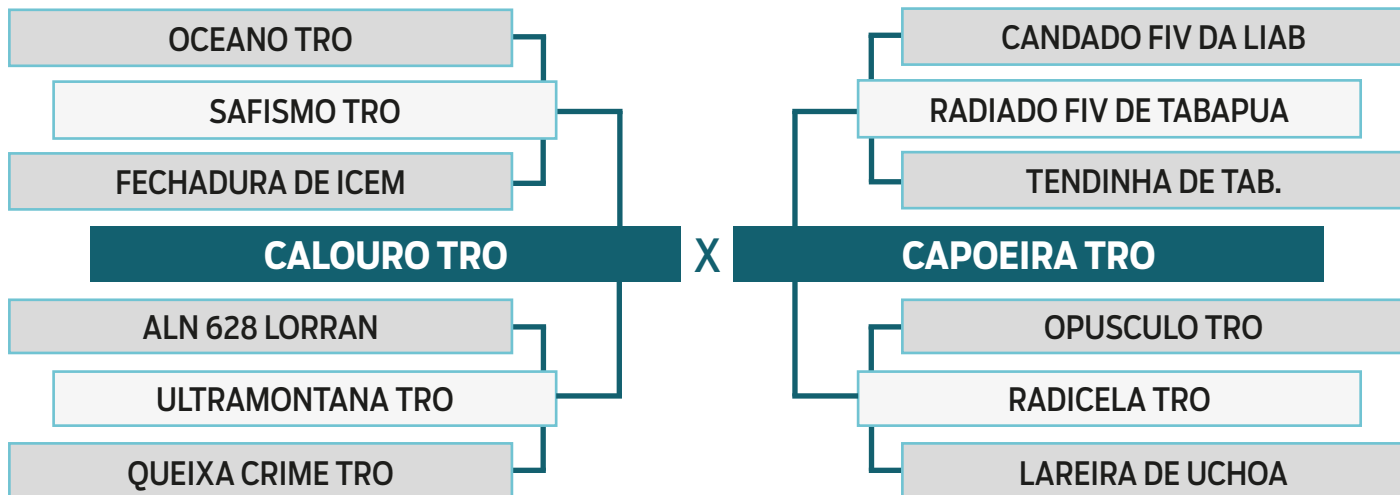 OCEANO TRO
SAFISMO TRO
FECHADURA DE ICEM
CALOURO TRO
ALN 628 LORRAN
ULTRAMONTANA TRO
QUEIXA CRIME TRO
X
CANDADO FIV DA LIAB
RADIADO FIV DE TABAPUA
TENDINHA DE TAB.
CAPOEIRA TRO
OPUSCULO TRO
RADICELA TRO
LAREIRA DE UCHOA